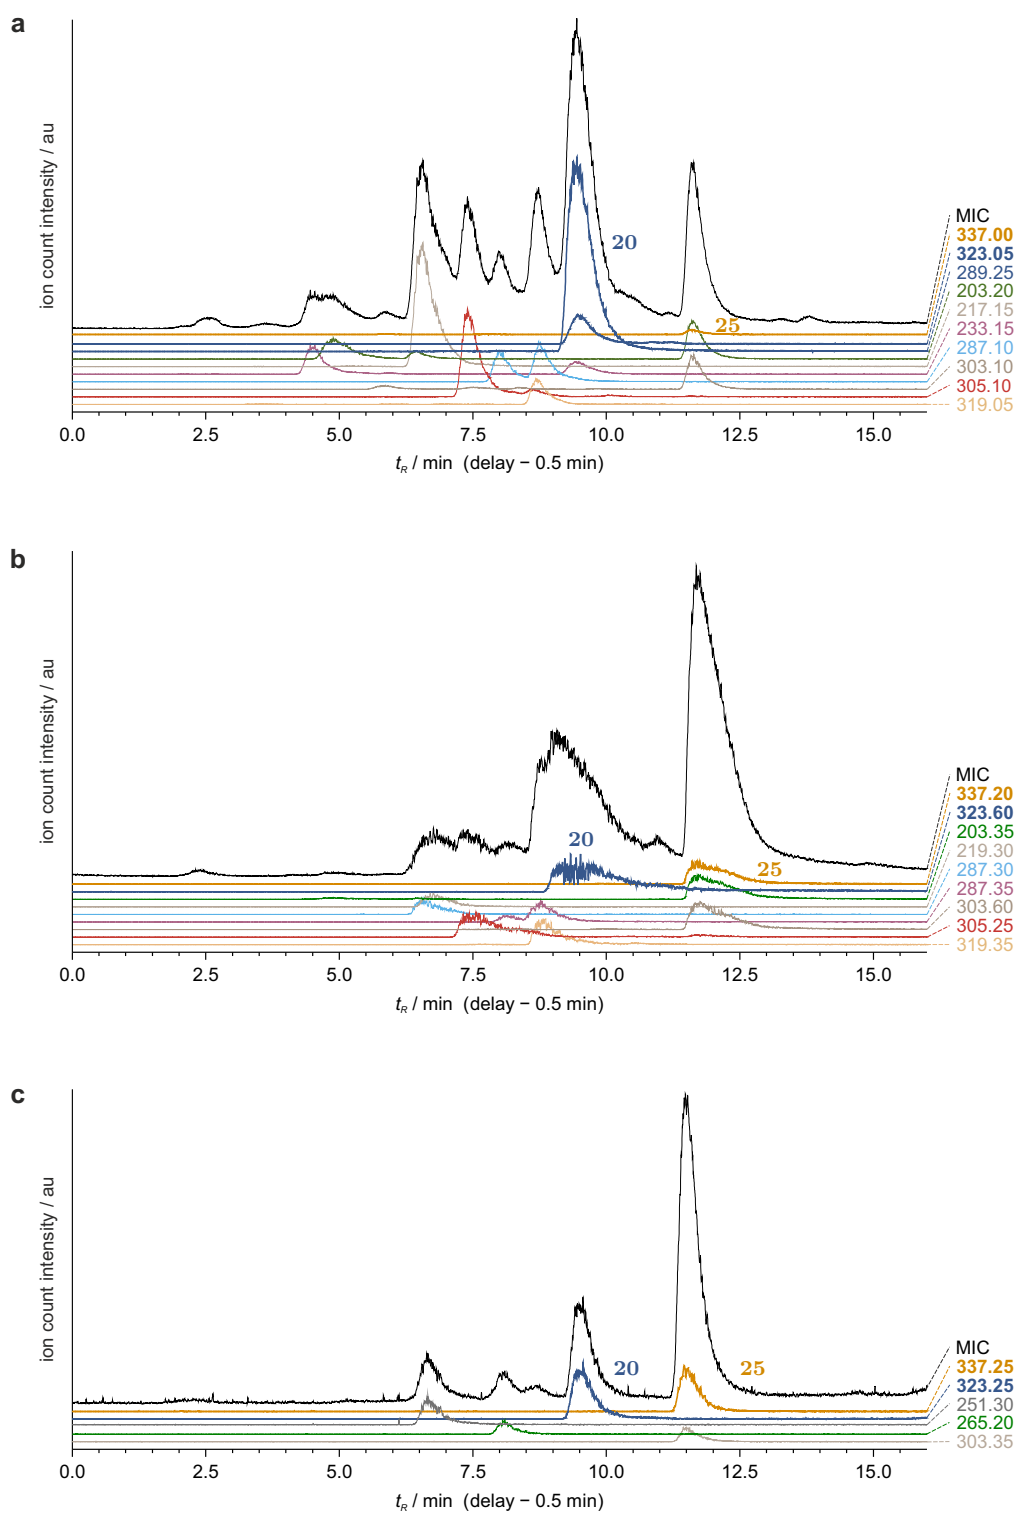 a
ion count intensity / au
20
25
MIC
337.00
323.05
289.25
203.20
217.15
233.15
287.10
303.10
305.10
319.05
0.0 2.5 5.0 7.5 10.0 12.5 15.0
tR / min (delay − 0.5 min)
b
ion count intensity / au
20
25
MIC
337.20
323.60
203.35
219.30
287.30
287.35
303.60
305.25
319.35
0.0 2.5 5.0 7.5 10.0 12.5 15.0
tR / min (delay − 0.5 min)
c
ion count intensity / au
20
25
MIC
337.25
323.25
251.30
265.20
303.35
0.0 2.5 5.0 7.5 10.0 12.5 15.0
tR / min (delay − 0.5 min)